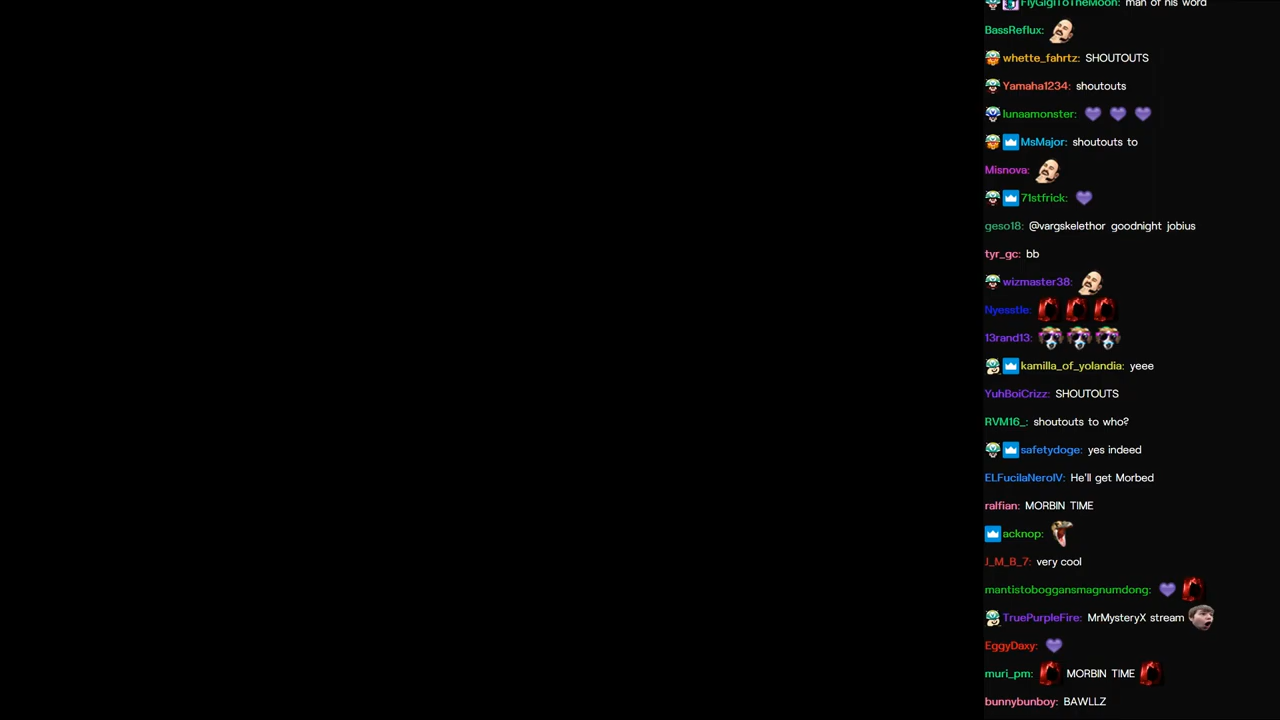 FlyGigiToTheMoon: man of his word
BassReflux:
whette_fahrtz: SHOUTOUTS
Yamaha1234: shoutouts
lunaamonster:
MsMajor: shoutouts to
Misnova:
71stfrick:
geso18: @vargskelethor goodnight jobius
tyr_gc: bb
wizmaster38:
Nyesstle:
13rand13:
kamilla_of_yolandia: yeee
YuhBoiCrizz: SHOUTOUTS
RVM16_: shoutouts to who?
safetydoge: yes indeed
ELFucilaNeroIV: He'll get Morbed
ralfian: MORBIN TIME
acknop:
J_M_B_7: very cool
mantistoboggansmagnumdong:
TruePurpleFire: MrMysteryX stream
EggyDaxy:
muri_pm: MORBIN TIME
bunnybunboy: BAWLLZ